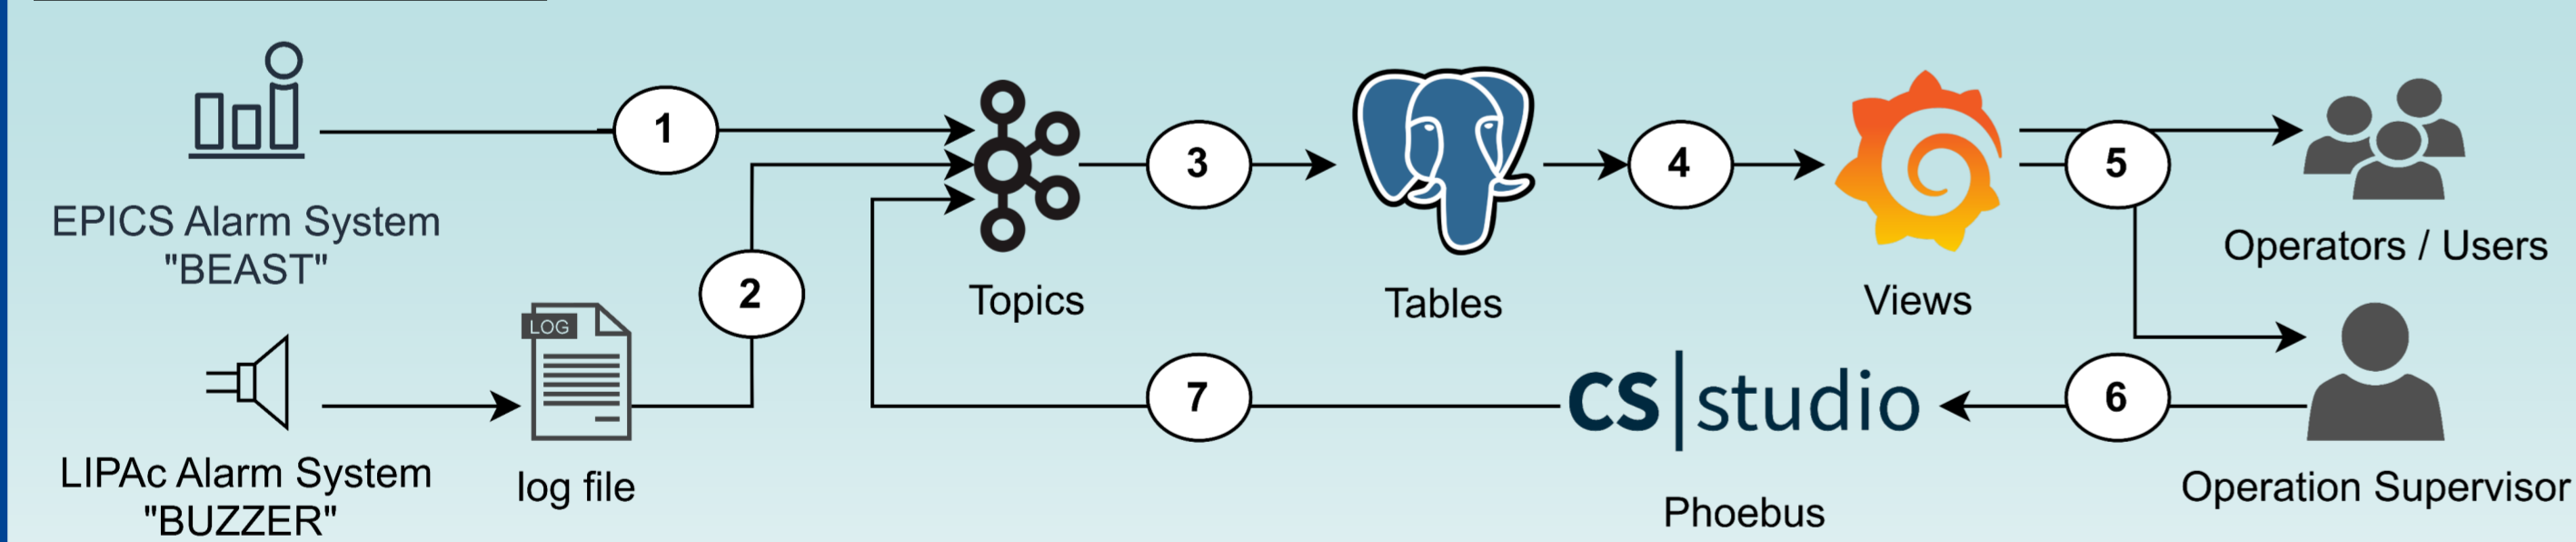 1
3
4
5
EPICS Alarm System
"BEAST"
2
Topics
Tables
Views
Operators / Users
LOG
7
CS|studio
6
LIPAc Alarm System
"BUZZER"
log file
Phoebus
Operation Supervisor